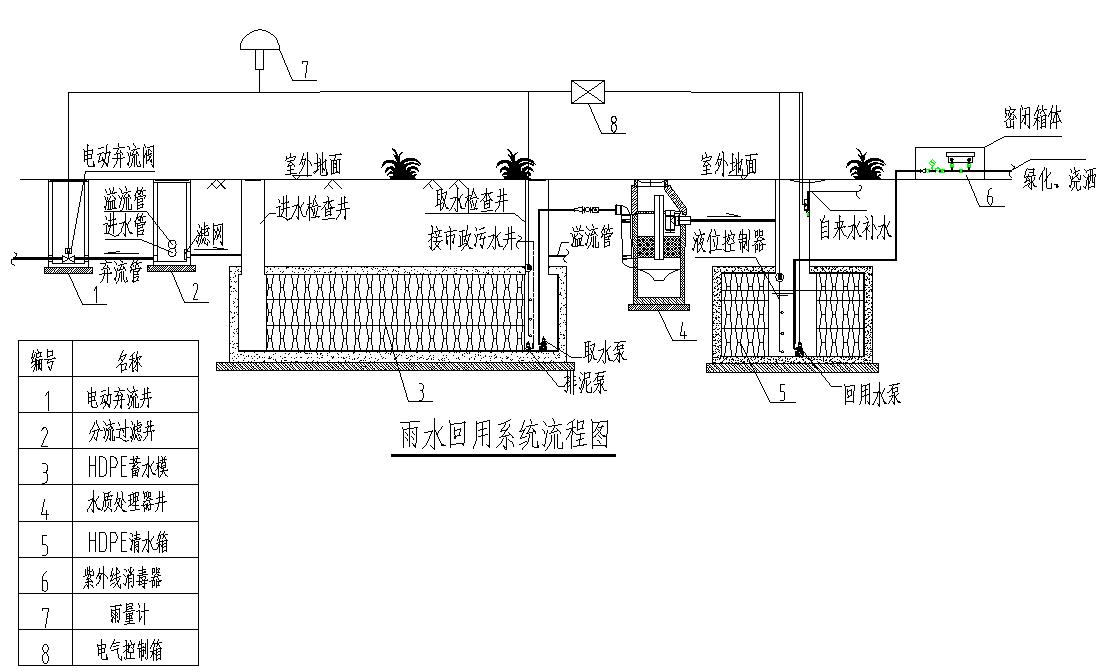 7
8
密闭箱体
电动弃流阀
室外地面
室外地面
6
绿化、浇洒
溢流管
进水管
滤网
进水检查井
取水检查井
接市政污水井
溢流管
液位控制器
自来水补水
弃流管
1
2
4
取水泵
排泥泵
3
5
回用水泵
雨水回用系统流程图
编号 名称
1 电动弃流井
2 分流过滤井
3 HDPE蓄水模
4 水质处理器井
5 HDPE清水箱
6 紫外线消毒器
7 雨量计
8 电气控制箱